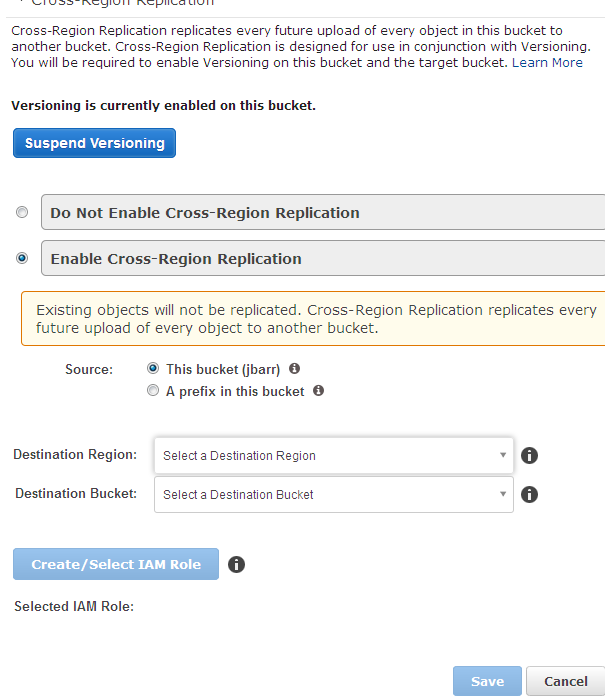 Cross-Region Replication
Cross-Region Replication replicates every future upload of every object in this bucket to
another bucket. Cross-Region Replication is designed for use in conjunction with Versioning.
You will be required to enable Versioning on this bucket and the target bucket. Learn More
Versioning is currently enabled on this bucket.
Suspend Versioning
Do Not Enable Cross-Region Replication
Enable Cross-Region Replication
Existing objects will not be replicated. Cross-Region Replication replicates every
future upload of every object to another bucket.
Source: This bucket (jbarr)
A prefix in this bucket
Destination Region: Select a Destination Region
Destination Bucket: Select a Destination Bucket
Create/Select IAM Role
Selected IAM Role:
Save Cancel